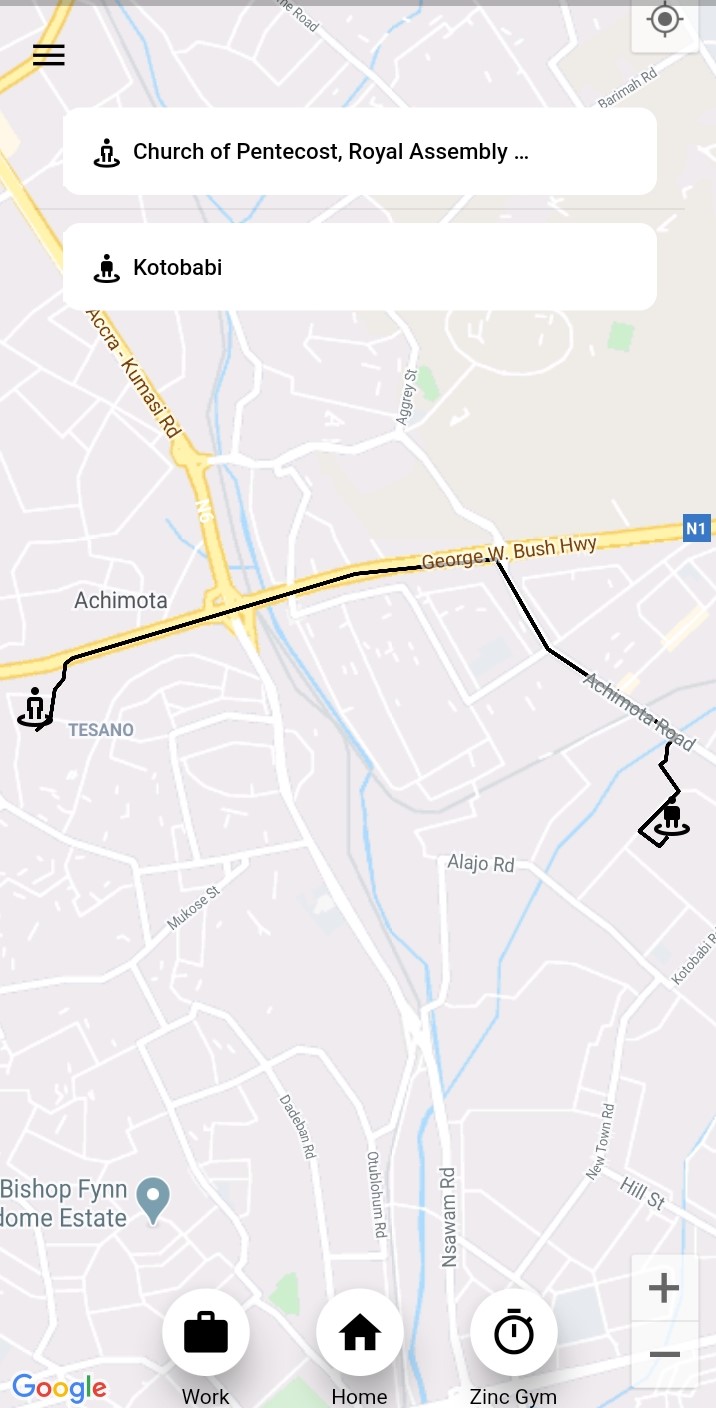 Barimah Rd
Church of Pentecost, Royal Assembly ...
Kotobabi
Accra - Kumasi Rd
Aggrey St
N6
N1
George W. Bush Hwy
Achimota
Achimota Road
TESANO
Alajo Rd
Mukose St
Kotobabi R
Dadeban Rd
Otublohum Rd
New Town Rd
Nsawam Rd
Hill St
Bishop Fynn
dome Estate
Google
Work
Home
Zinc Gym